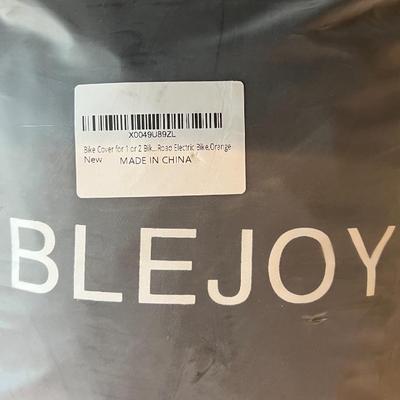 X0049U89ZL
Bike Cover for 1 or 2 Bik...Road Electric Bike,Orange
New MADE IN CHINA
BLEJOY